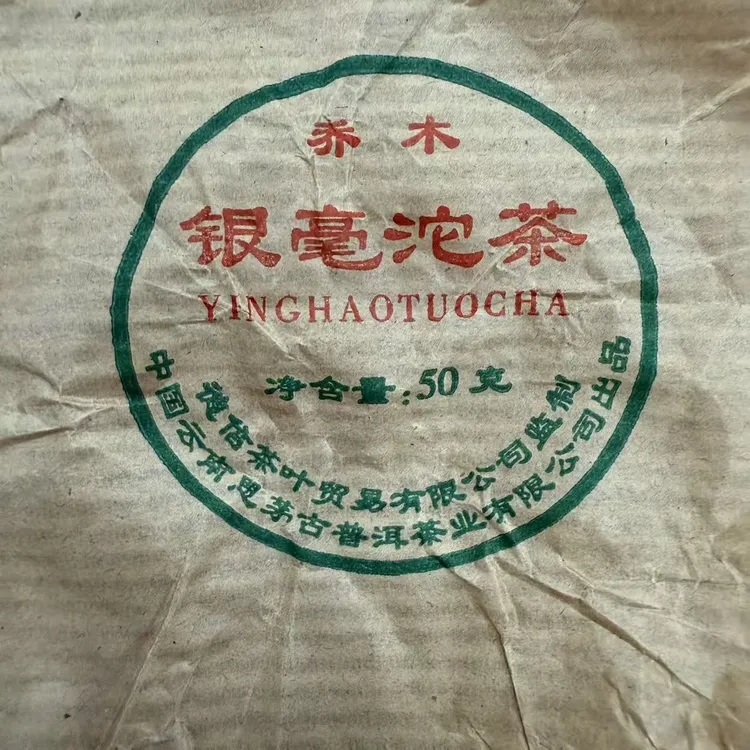 乔木
银毫沱茶
YINGHAOTUOCHA
净含量:50克
诚信茶叶贸易有限公司监制
中国云南思茅古普洱茶业有限公司出品